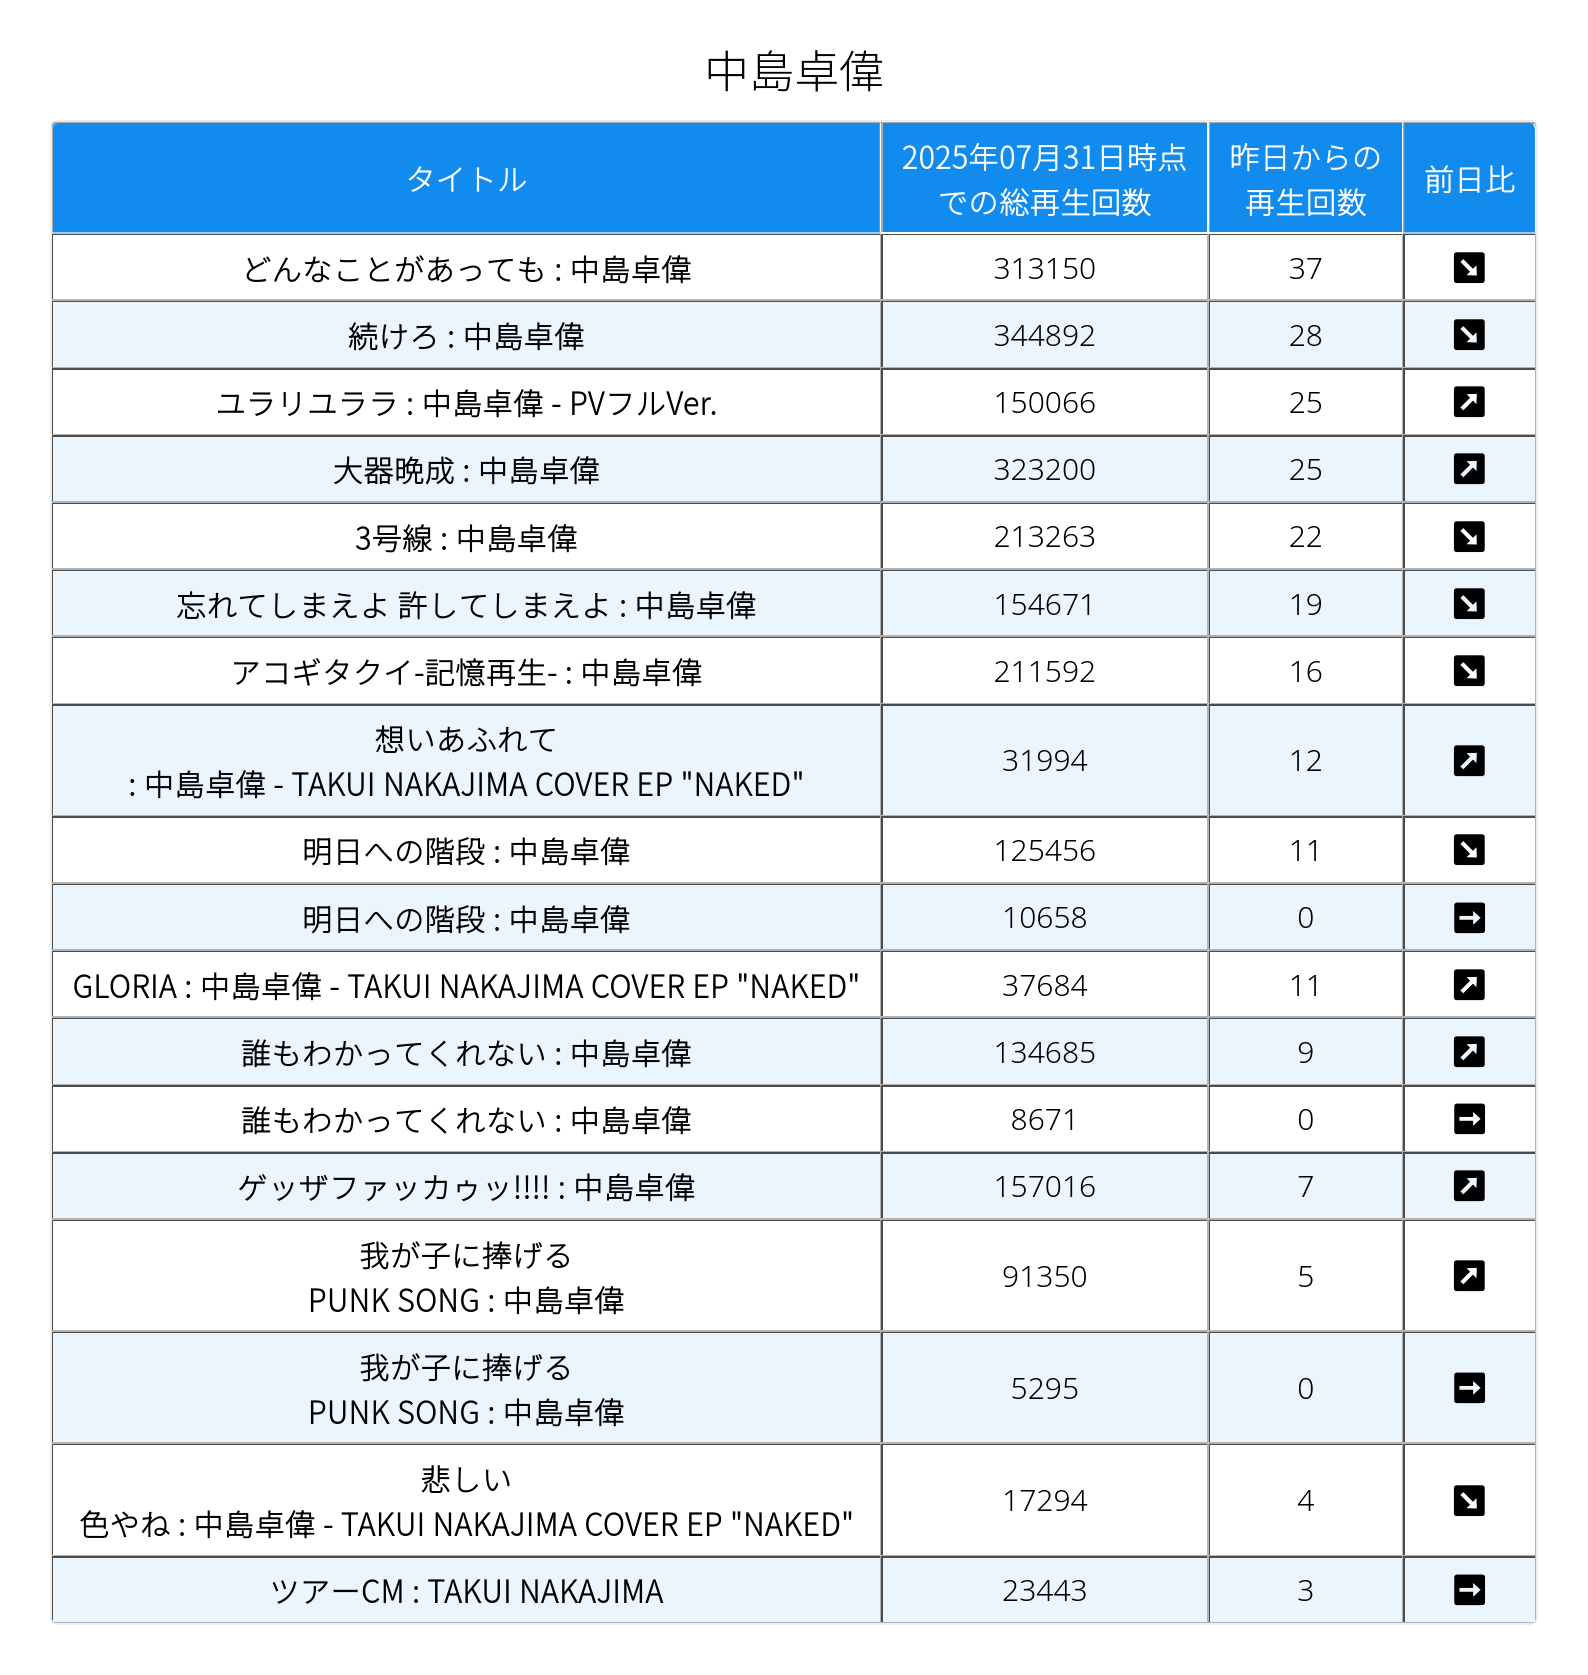 中島卓偉
タイトル
2025年07月31日時点
での総再生回数
昨日からの
再生回数
前日比
どんなことがあっても : 中島卓偉 313150 37 ↘
続けろ : 中島卓偉 344892 28 ↘
ユラリユララ : 中島卓偉 - PVフルVer. 150066 25 ↗
大器晩成 : 中島卓偉 323200 25 ↗
3号線 : 中島卓偉 213263 22 ↘
忘れてしまえよ 許してしまえよ : 中島卓偉 154671 19 ↘
アコギタクイ-記憶再生- : 中島卓偉 211592 16 ↘
想いあふれて
: 中島卓偉 - TAKUI NAKAJIMA COVER EP "NAKED" 31994 12 ↗
明日への階段 : 中島卓偉 125456 11 ↘
明日への階段 : 中島卓偉 10658 0 →
GLORIA : 中島卓偉 - TAKUI NAKAJIMA COVER EP "NAKED" 37684 11 ↗
誰もわかってくれない : 中島卓偉 134685 9 ↗
誰もわかってくれない : 中島卓偉 8671 0 →
ゲッザファッカゥッ!!!! : 中島卓偉 157016 7 ↗
我が子に捧げる
PUNK SONG : 中島卓偉 91350 5 ↗
我が子に捧げる
PUNK SONG : 中島卓偉 5295 0 →
悲しい
色やね : 中島卓偉 - TAKUI NAKAJIMA COVER EP "NAKED" 17294 4 ↘
ツアーCM : TAKUI NAKAJIMA 23443 3 →